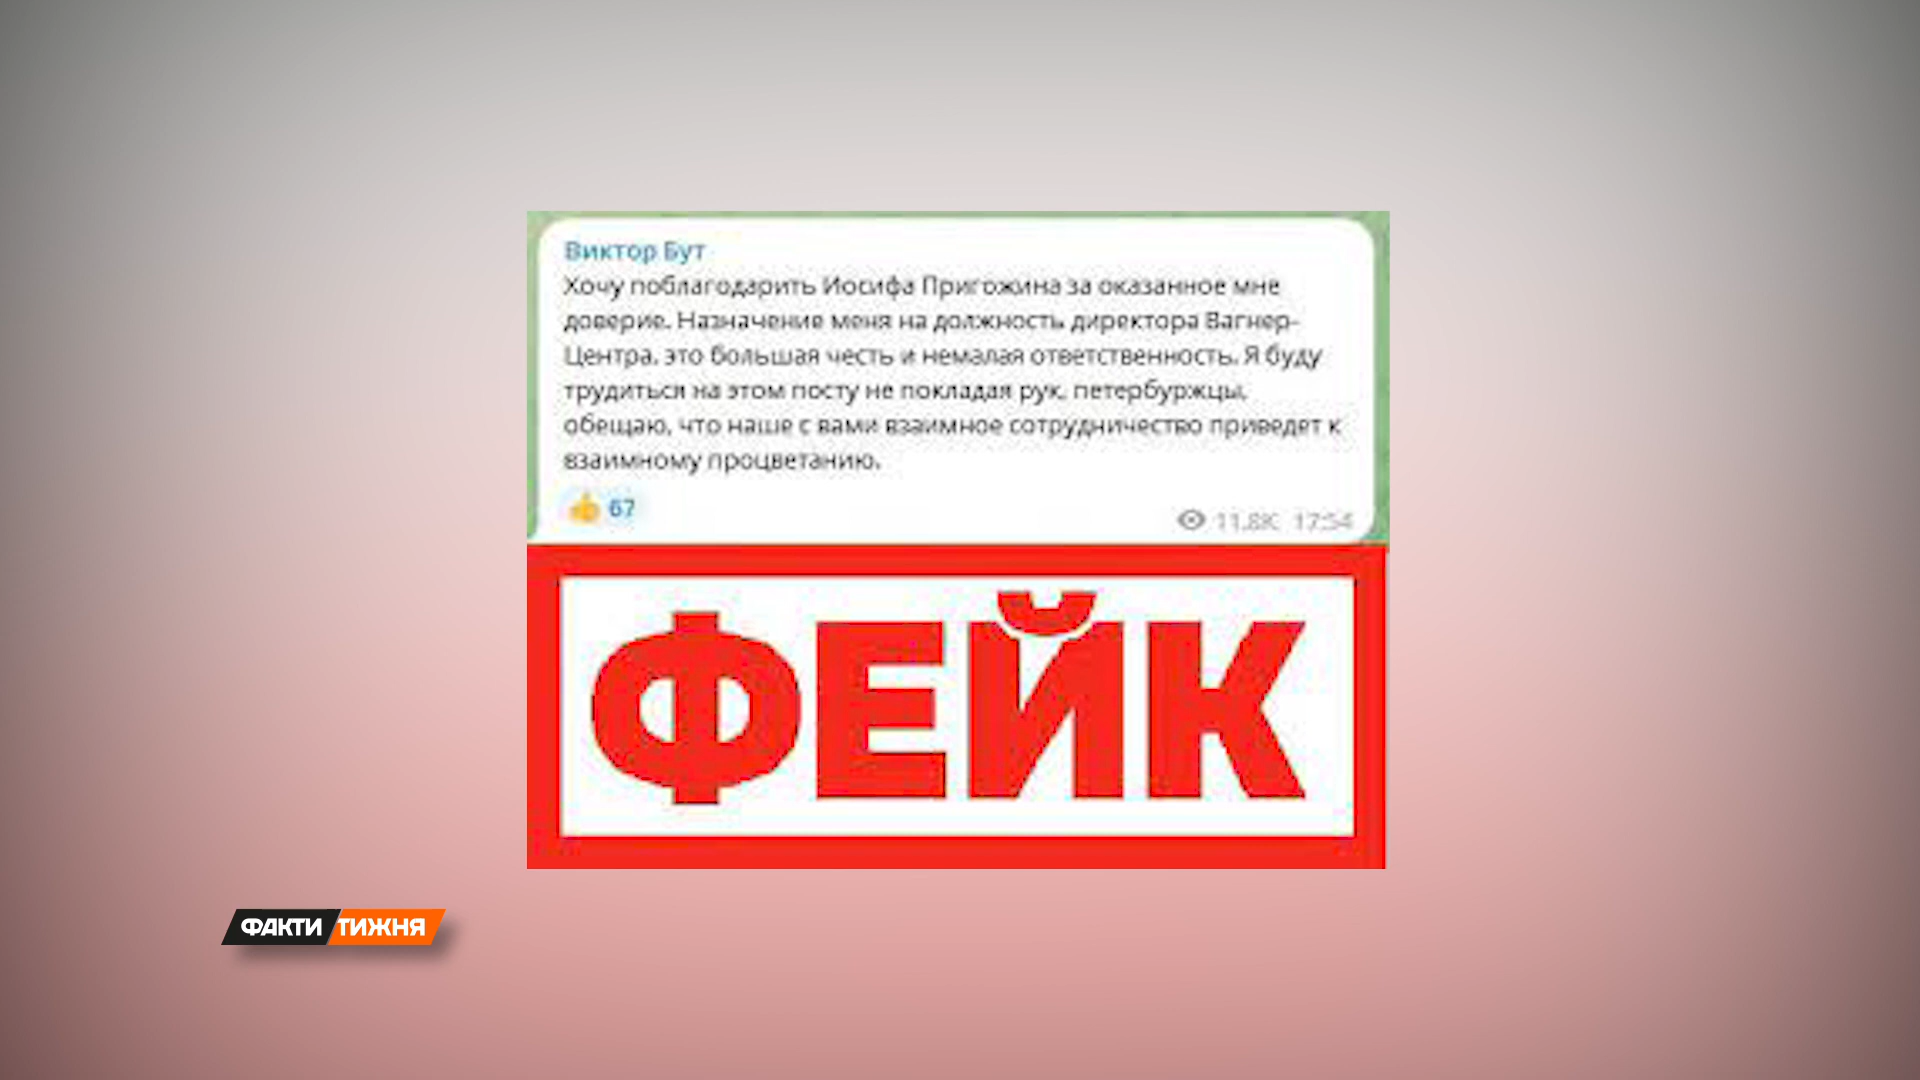 Виктор Бут
Хочу поблагодарить Иосифа Пригожина за оказанное мне
доверие. Назначение меня на должность директора Вагнер-
Центра, это большая честь и немалая ответственность. Я буду
трудиться на этом посту не покладая рук, петербуржцы,
обещаю, что наше с вами взаимное сотрудничество приведет к
взаимному процветанию.
67
11,8K 17:54
ФЕЙК
ФАКТИ ТИЖНЯ